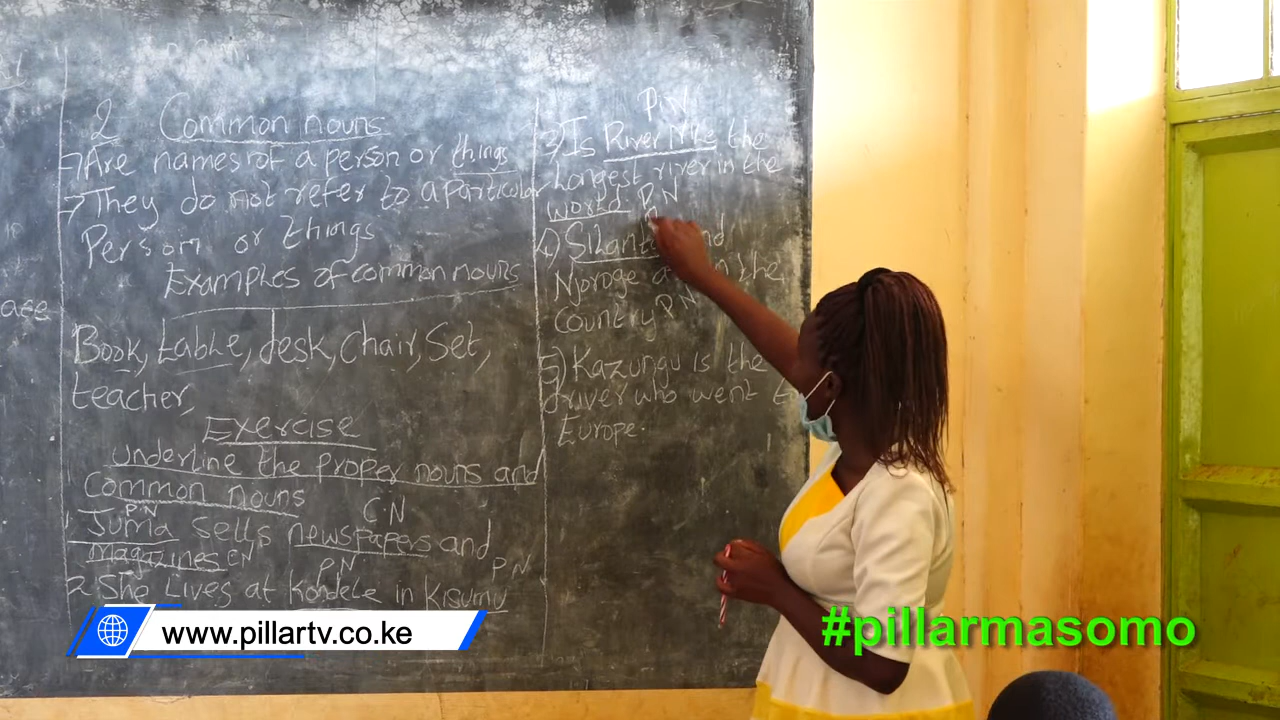 2 Common nouns
→ Are names of a person or things
→ They do not refer to a particular
Person or things
Examples of common nouns
Book, table, desk, Chair, Set,
teacher,
Exercise
Underline the proper nouns and
Common nouns
P.N C.N
1. Juma sells newspapers and
magazines CN P.N P.N
2. She Lives at Kondele in Kisumu
P.N
3) Is River Nile the
Longest river in the
world P.N
4) and
Njoroge the
Country P N
5) Kazungu is the
driver who went
Europe.
www.pillartv.co.ke
#pillarmasomo